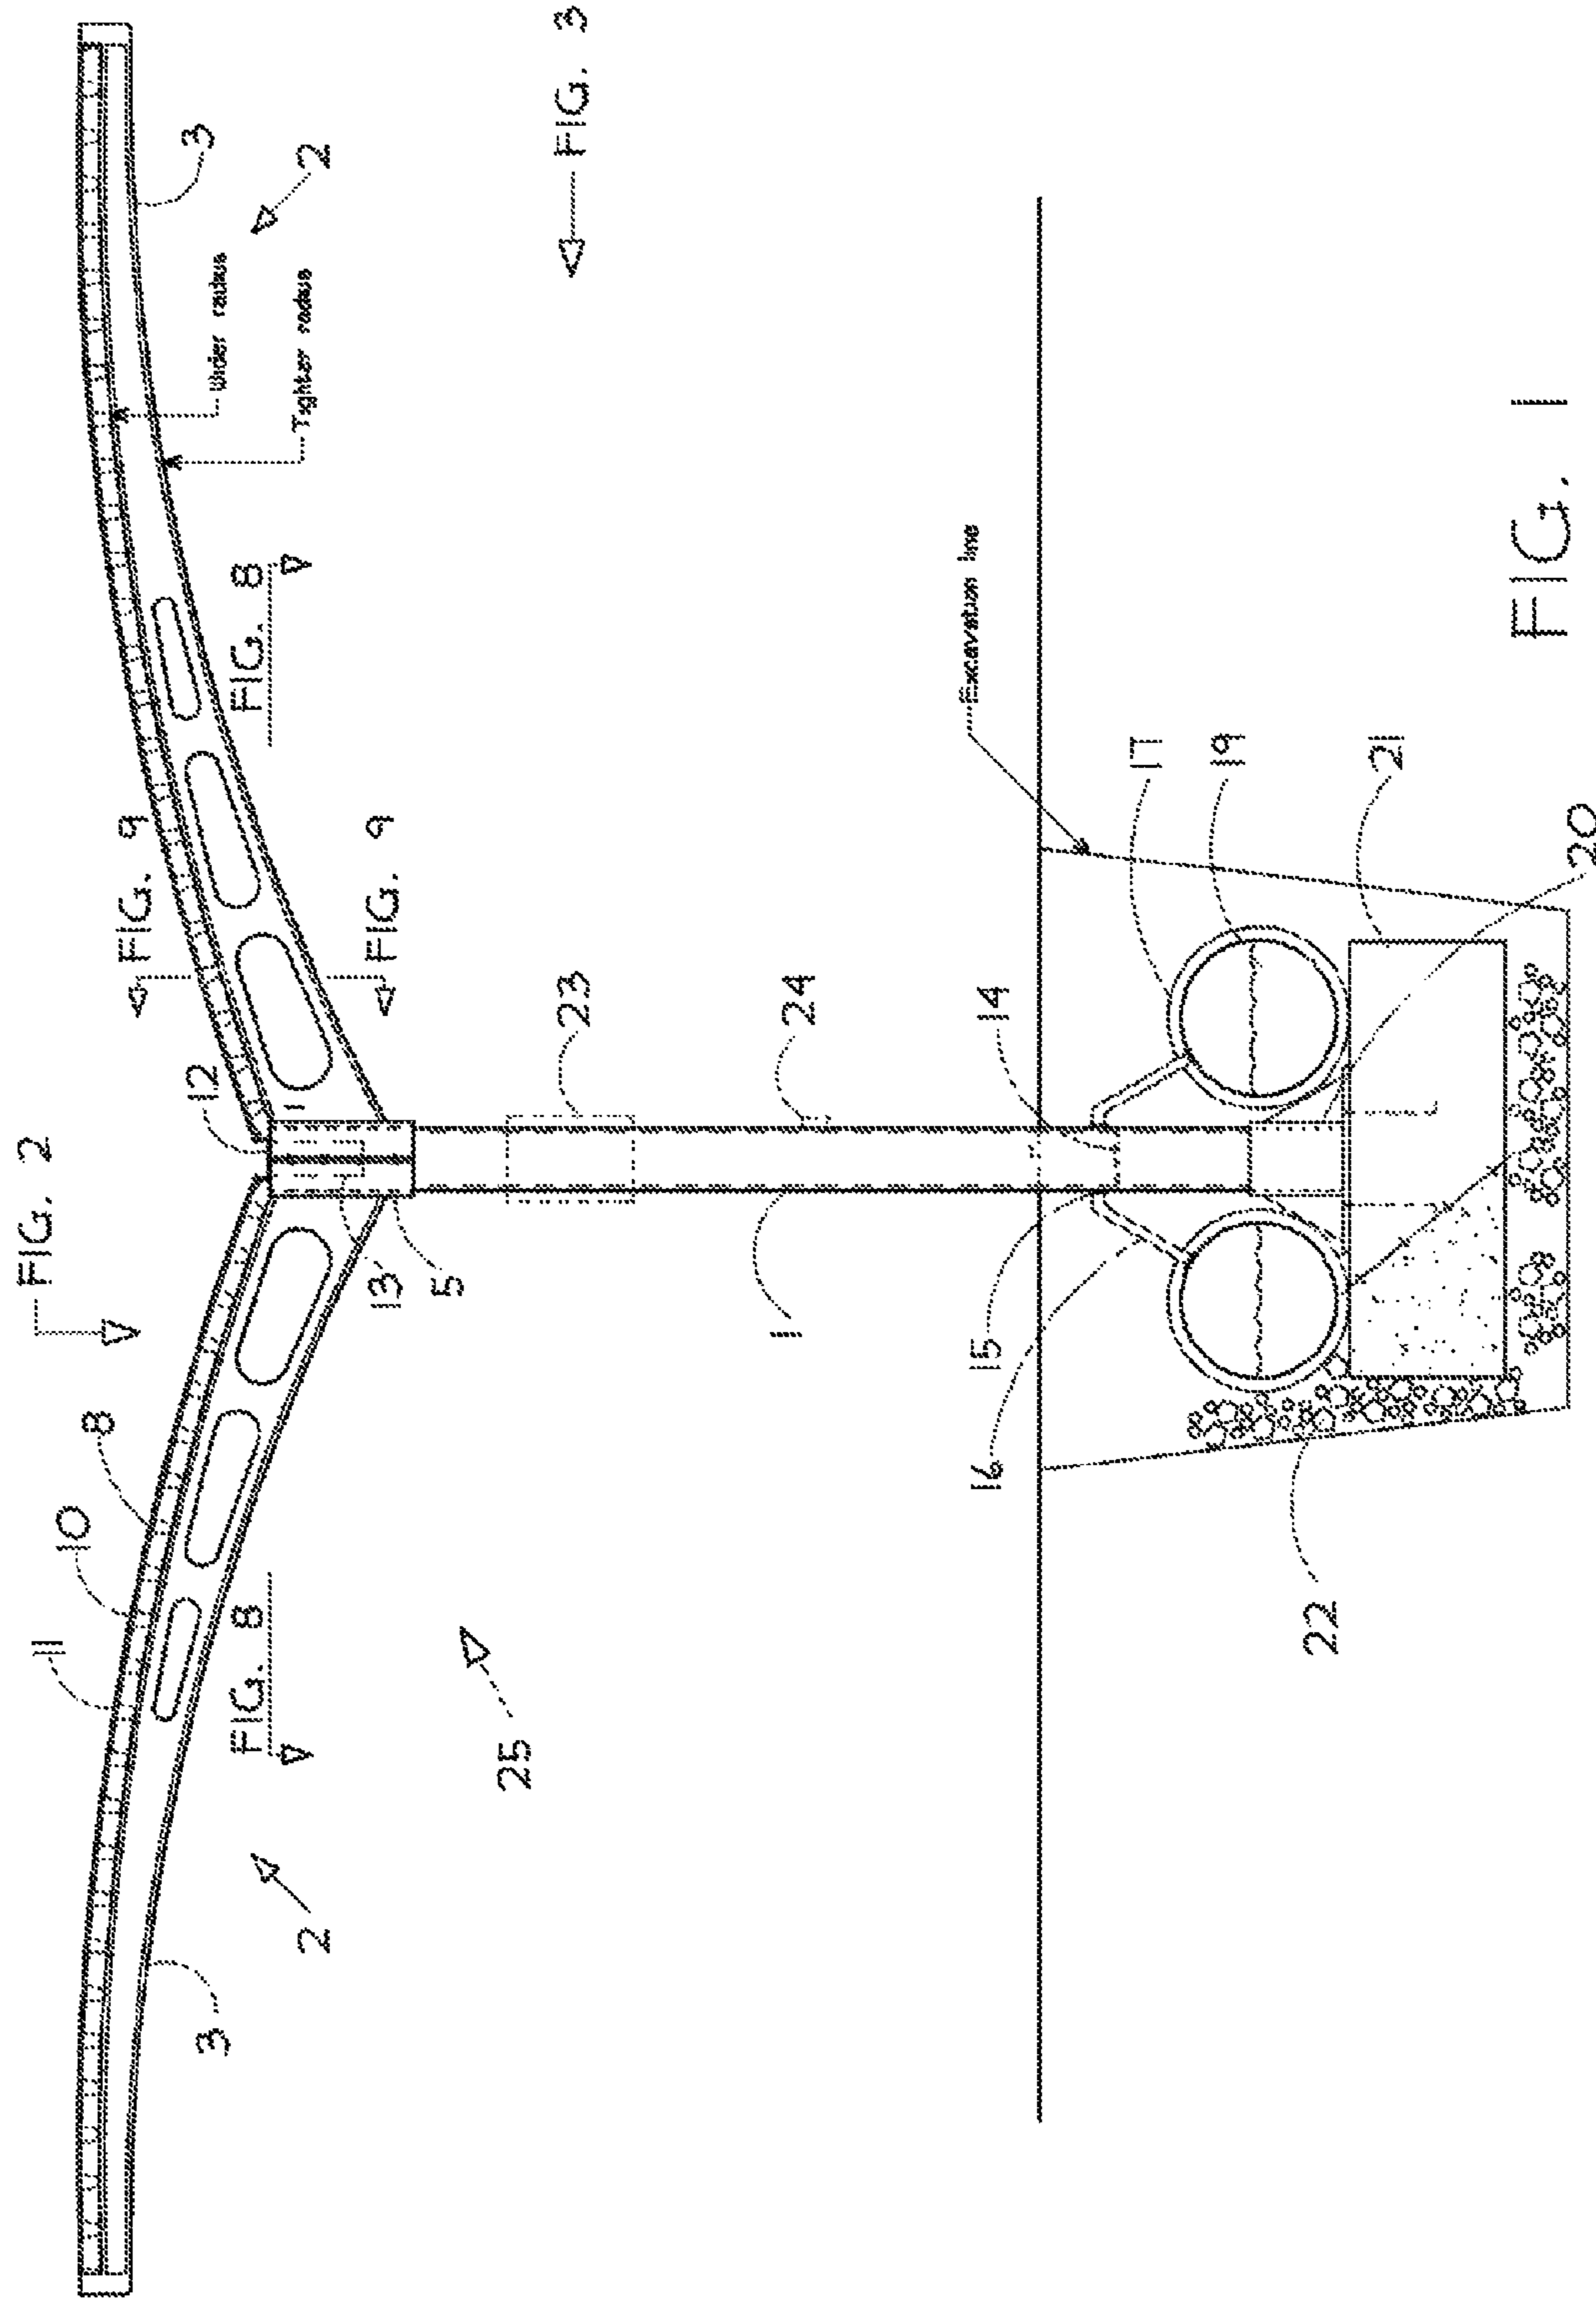 FIG. 2
11
10
8
12
FIG. 9
3
Wider radius
2
Tighter radius
FIG. 8
FIG. 8
FIG. 9
3
2
13
5
1
25
23
FIG. 3
24
1
15
14
16
Excavation line
17
19
21
22
20
FIG. 1